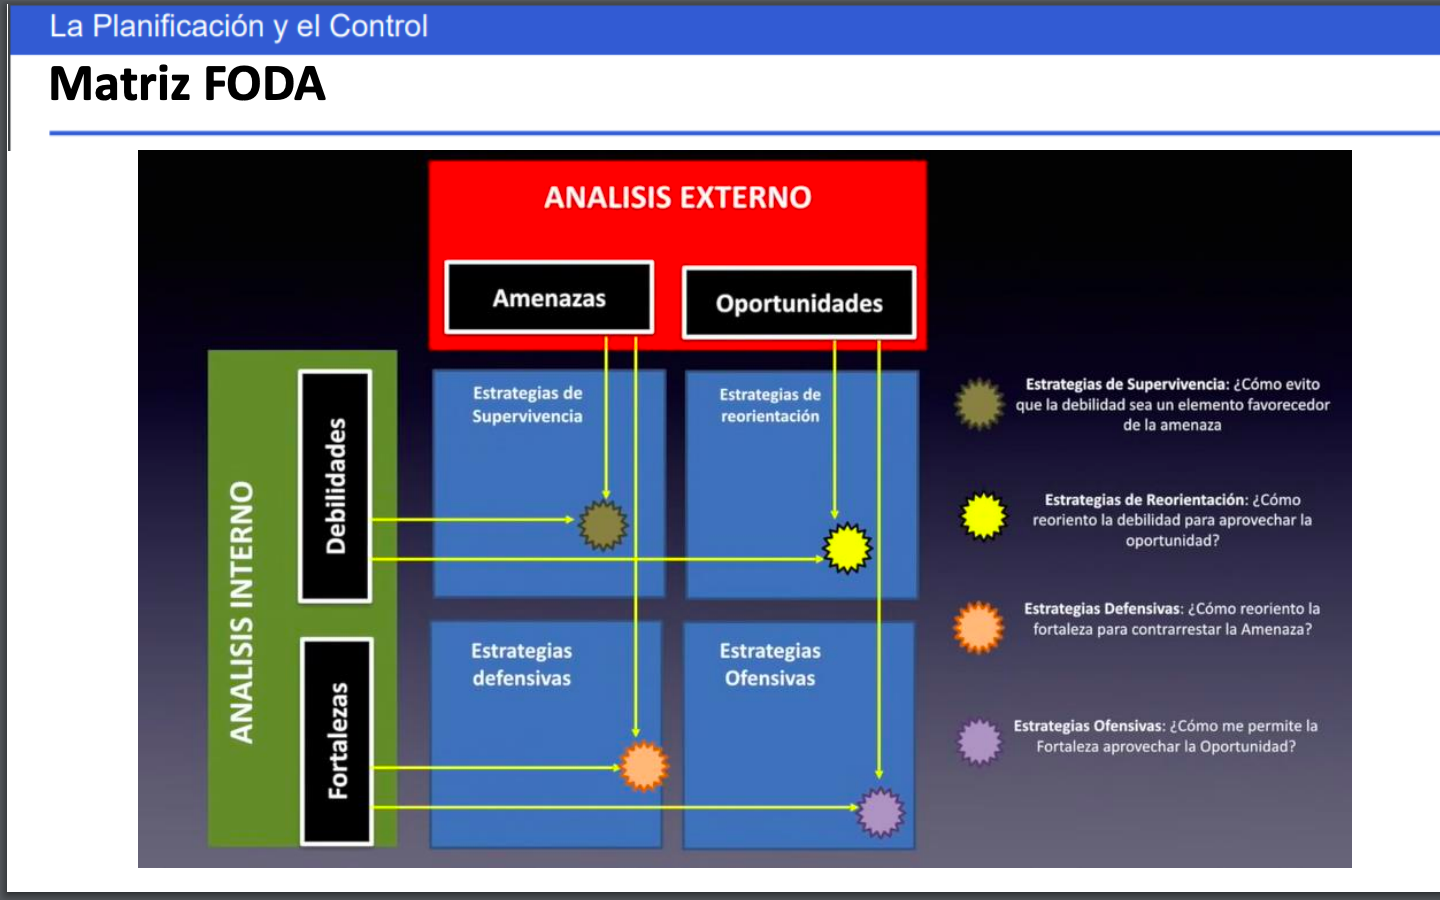 La Planificación y el Control
Matriz FODA
ANALISIS EXTERNO
Amenazas
Oportunidades
ANALISIS INTERNO
Debilidades
Fortalezas
Estrategias de
Supervivencia
Estrategias de
reorientación
Estrategias
defensivas
Estrategias
Ofensivas
Estrategias de Supervivencia: ¿Cómo evito
que la debilidad sea un elemento favorecedor
de la amenaza
Estrategias de Reorientación: ¿Cómo
reoriento la debilidad para aprovechar la
oportunidad?
Estrategias Defensivas: ¿Cómo reoriento la
fortaleza para contrarrestar la Amenaza?
Estrategias Ofensivas: ¿Cómo me permite la
Fortaleza aprovechar la Oportunidad?